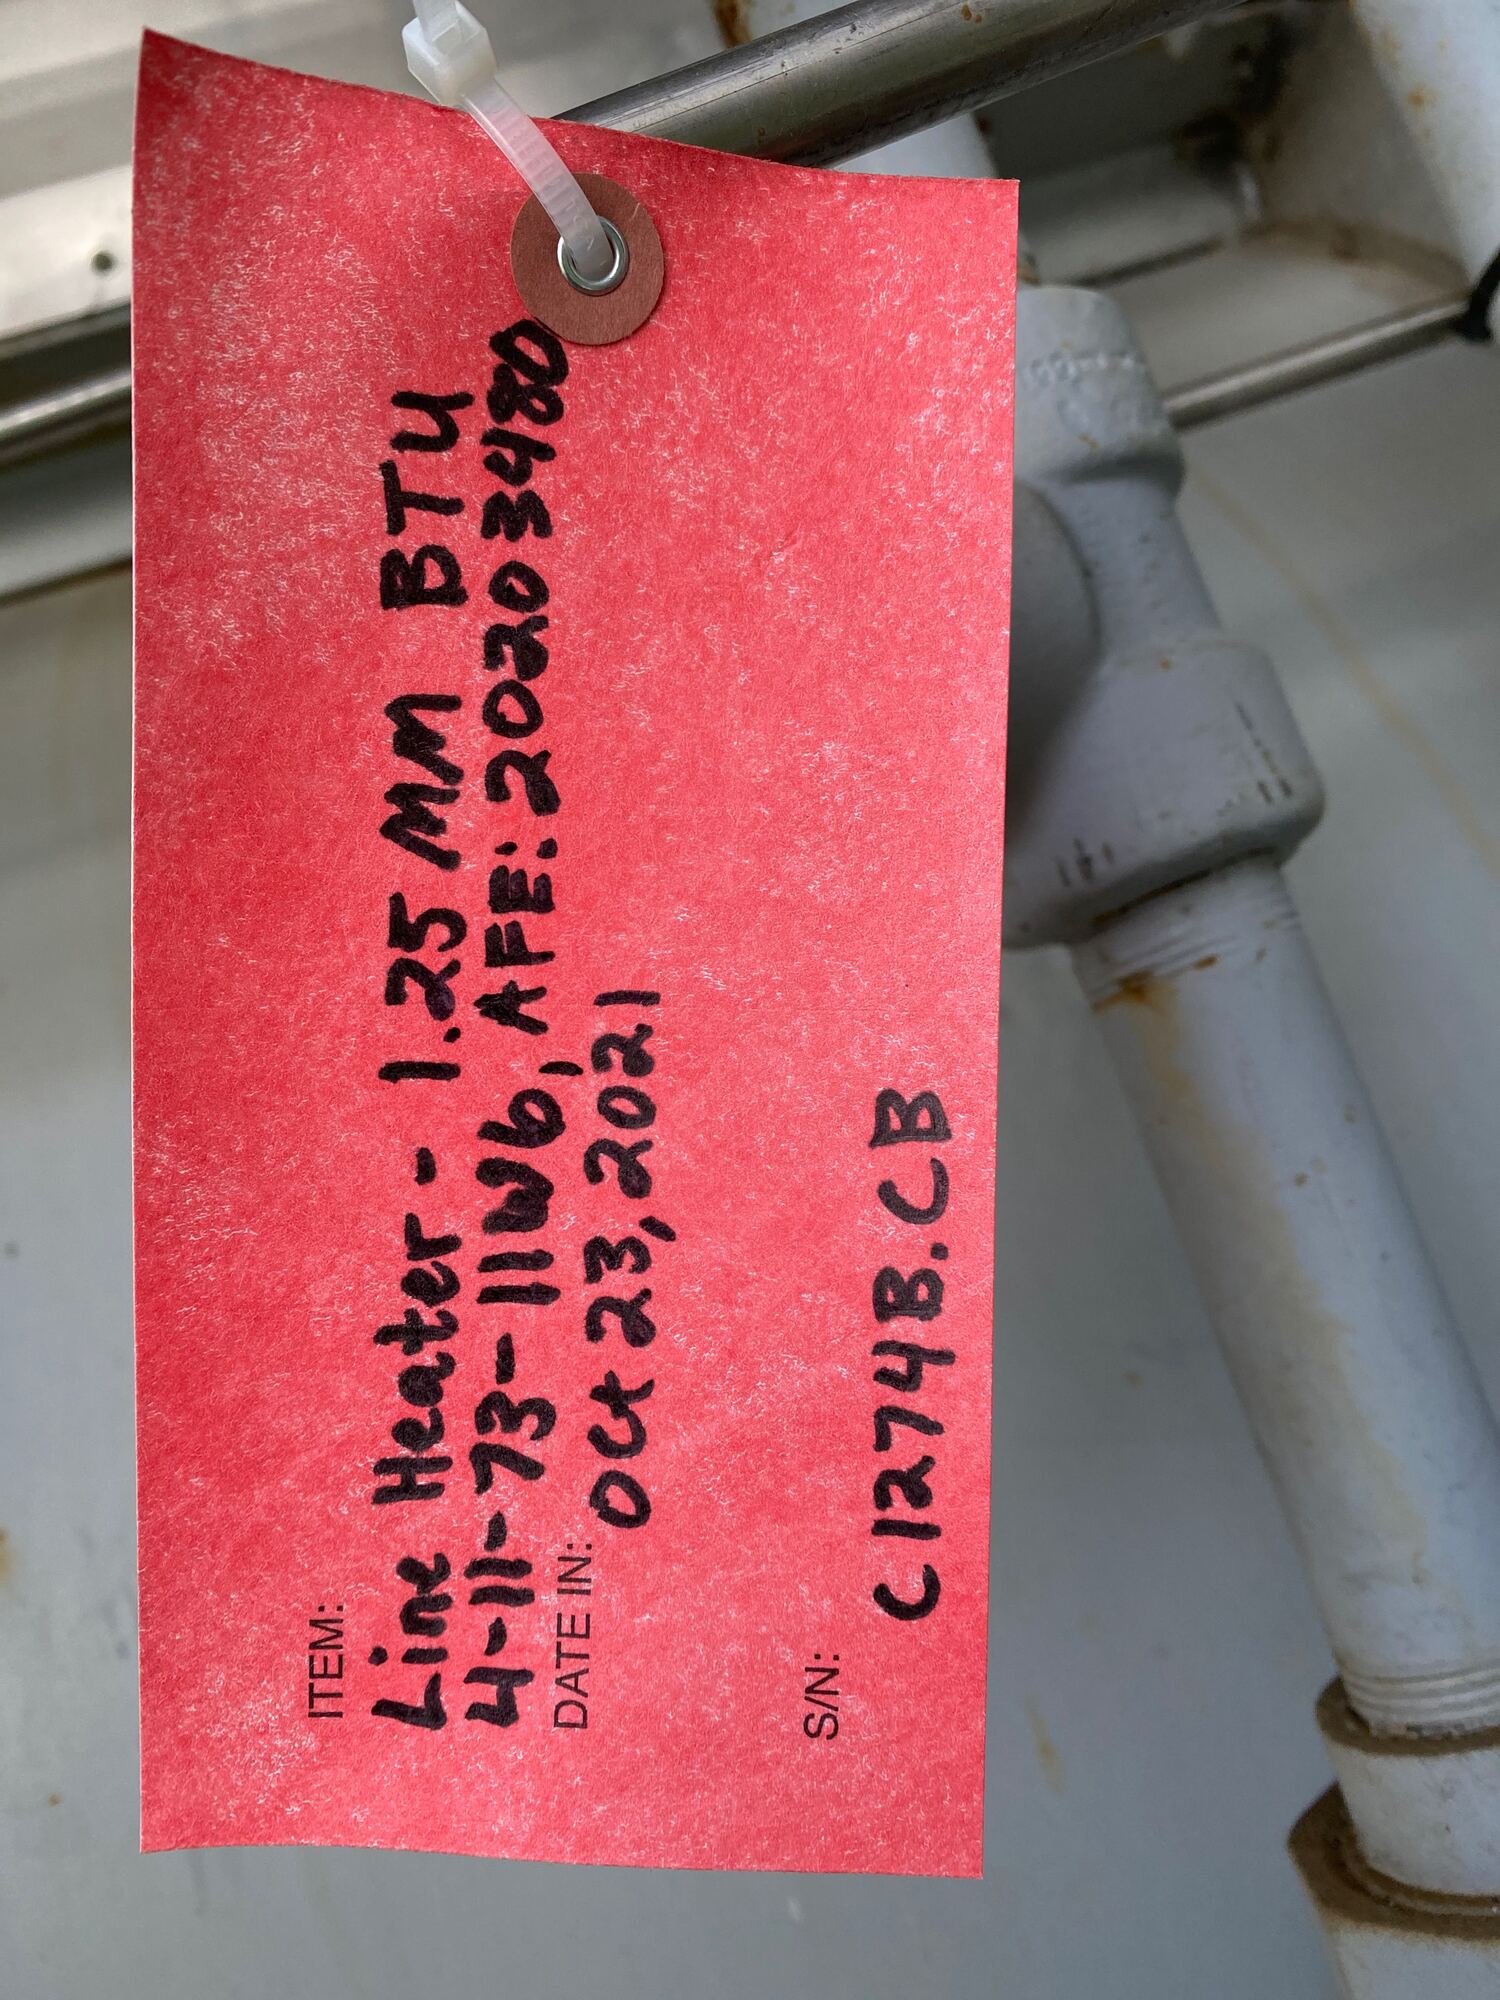 ITEM:
Line Heater - 1.25 MM BTU
4-11-73-11W6, AFE: 20203480
DATE IN:
Oct 23, 2021
S/N:
C1274B.CB